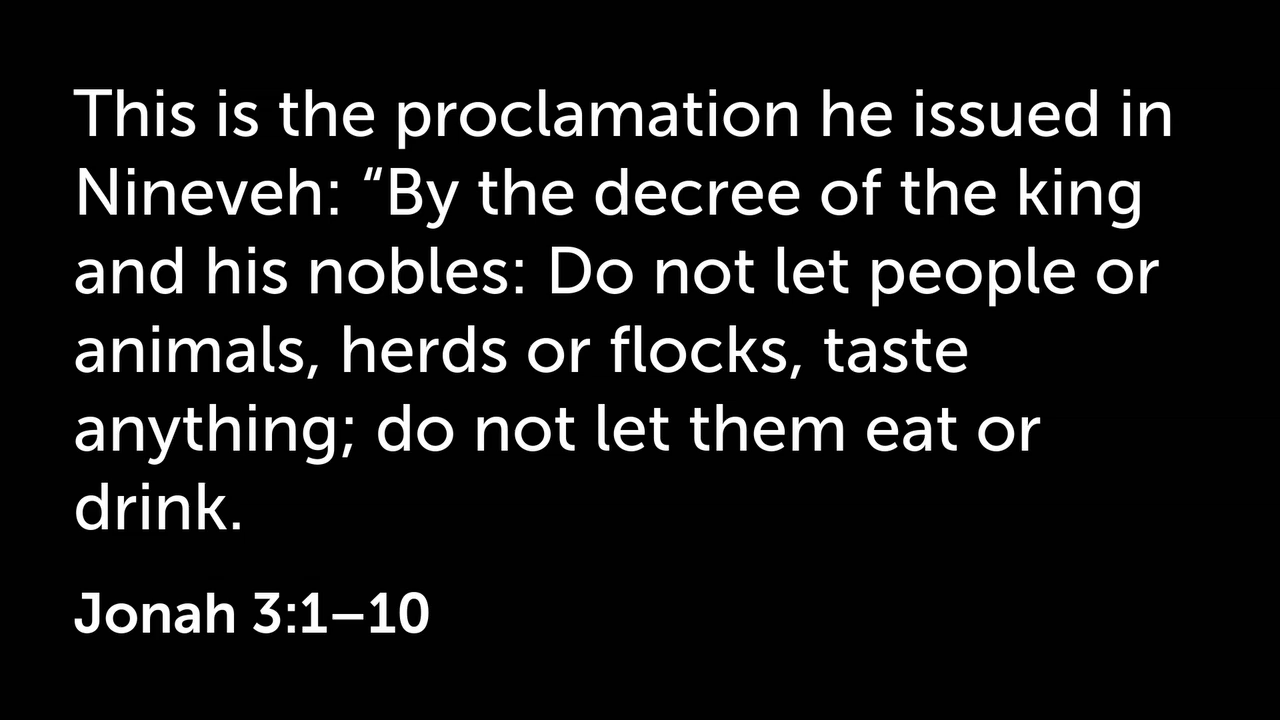 This is the proclamation he issued in
Nineveh: “By the decree of the king
and his nobles: Do not let people or
animals, herds or flocks, taste
anything; do not let them eat or
drink.
Jonah 3:1–10